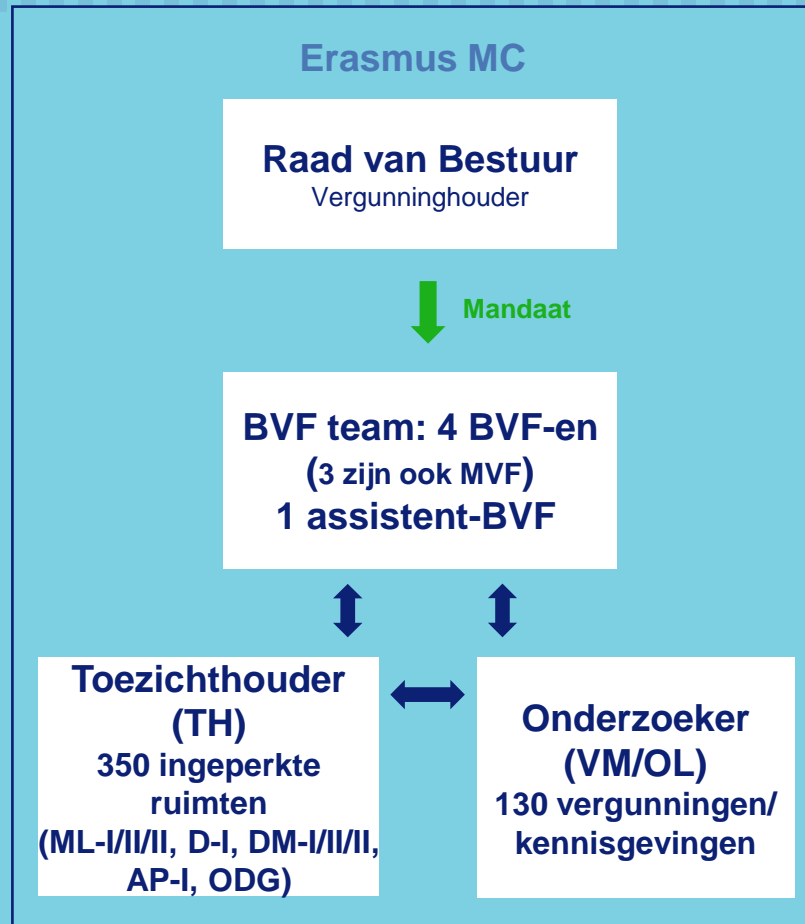 Erasmus MC
Raad van Bestuur
Vergunninghouder
Mandaat
BVF team: 4 BVF-en
(3 zijn ook MVF)
1 assistent-BVF
Toezichthouder
(TH)
350 ingeperkte
ruimten
(ML-I/II/II, D-I, DM-I/II/II,
AP-I, ODG)
Onderzoeker
(VM/OL)
130 vergunningen/
kennisgevingen